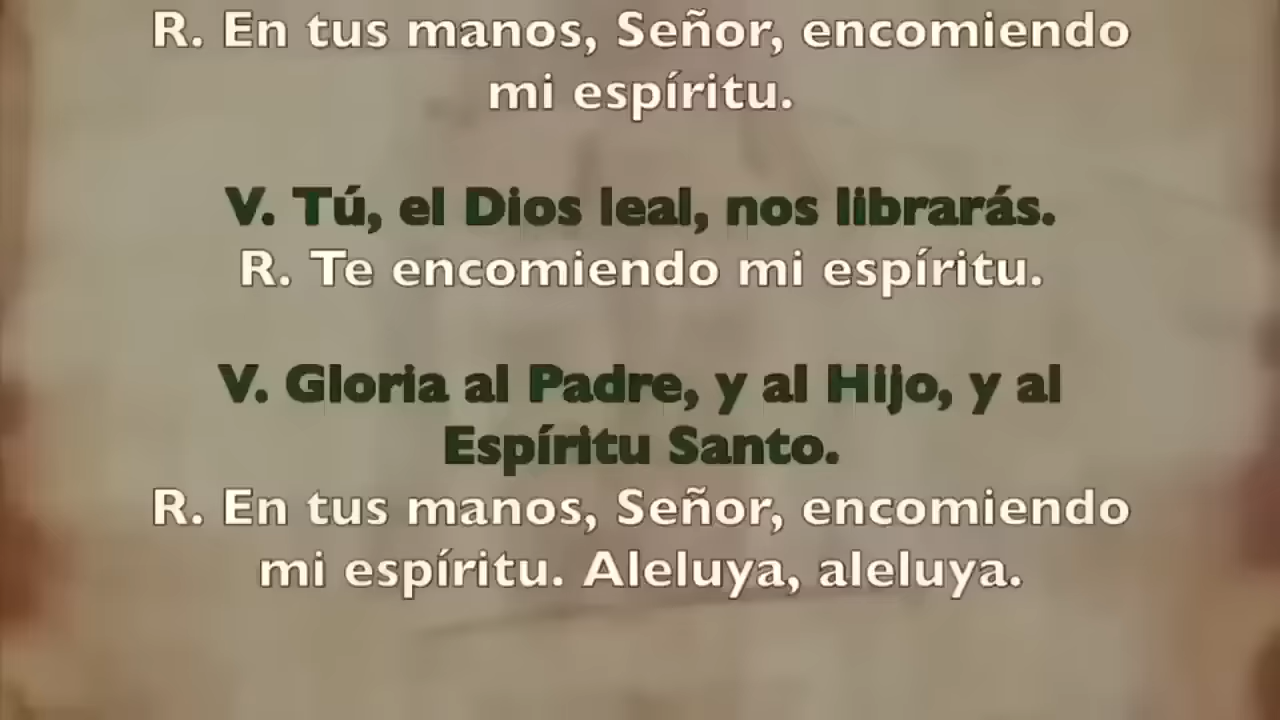 R. En tus manos, Señor, encomiendo
mi espíritu.
V. Tú, el Dios leal, nos librarás.
R. Te encomiendo mi espíritu.
V. Gloria al Padre, y al Hijo, y al
Espíritu Santo.
R. En tus manos, Señor, encomiendo
mi espíritu. Aleluya, aleluya.